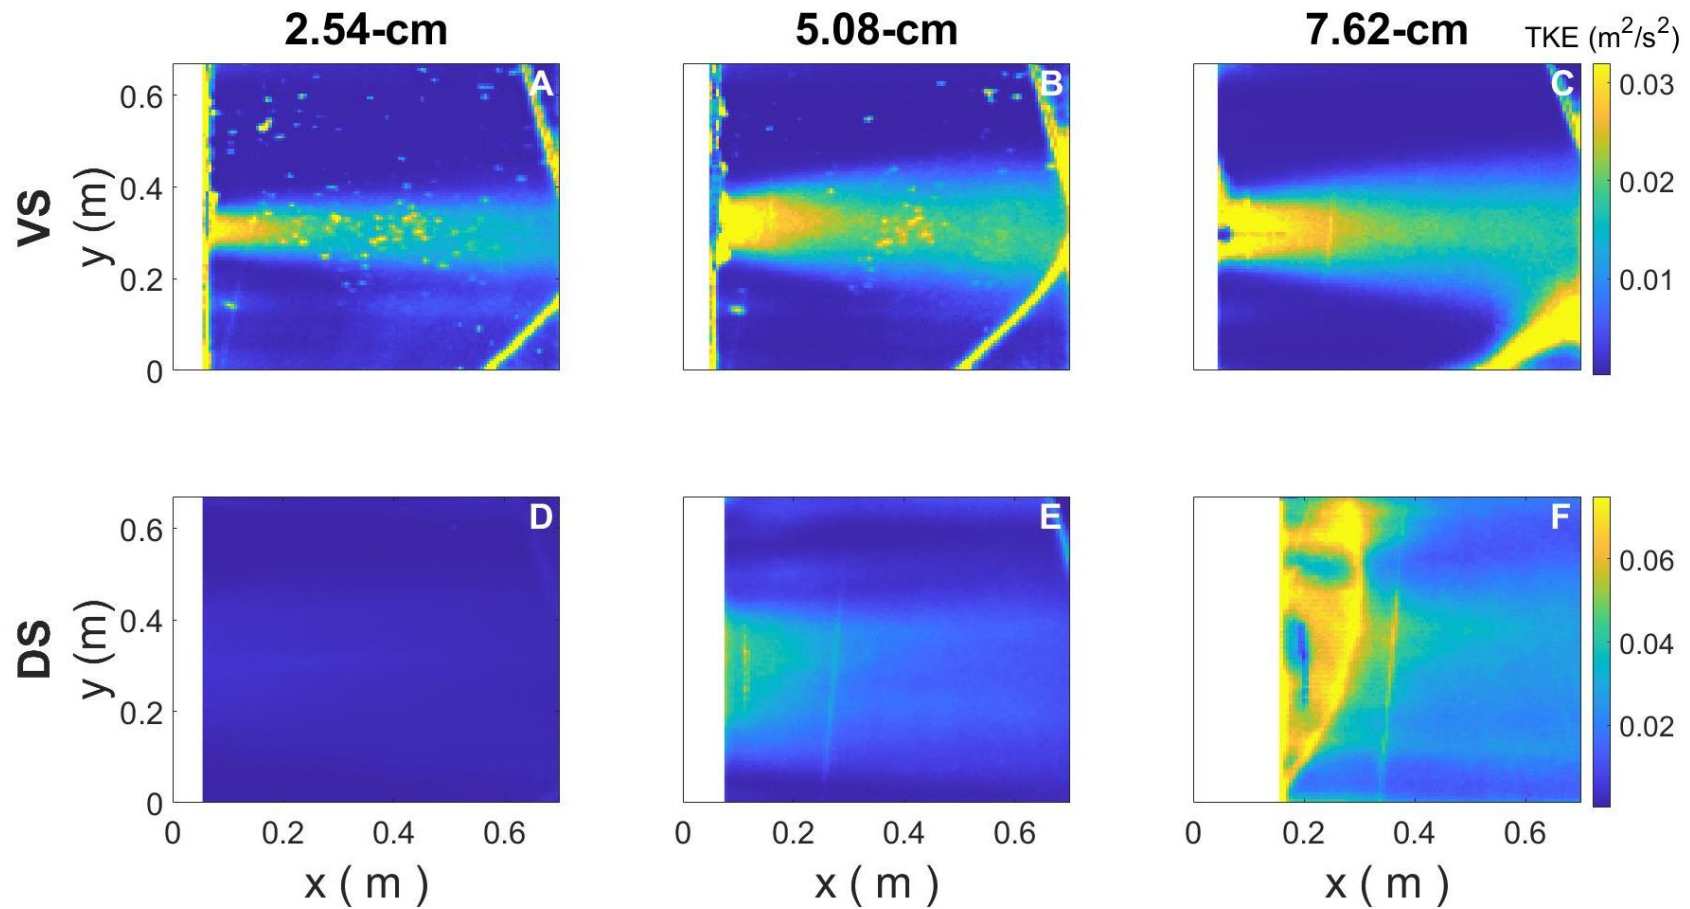 2.54-cm 5.08-cm 7.62-cm TKE (m²/s²)
A B C
0.6 0.03
VS
y (m)
0.4 0.02
0.2 0.01
0
D E F
0.6 0.06
DS
y (m)
0.4 0.04
0.2 0.02
0
0 0.2 0.4 0.6 0 0.2 0.4 0.6 0 0.2 0.4 0.6
x ( m ) x ( m ) x ( m )